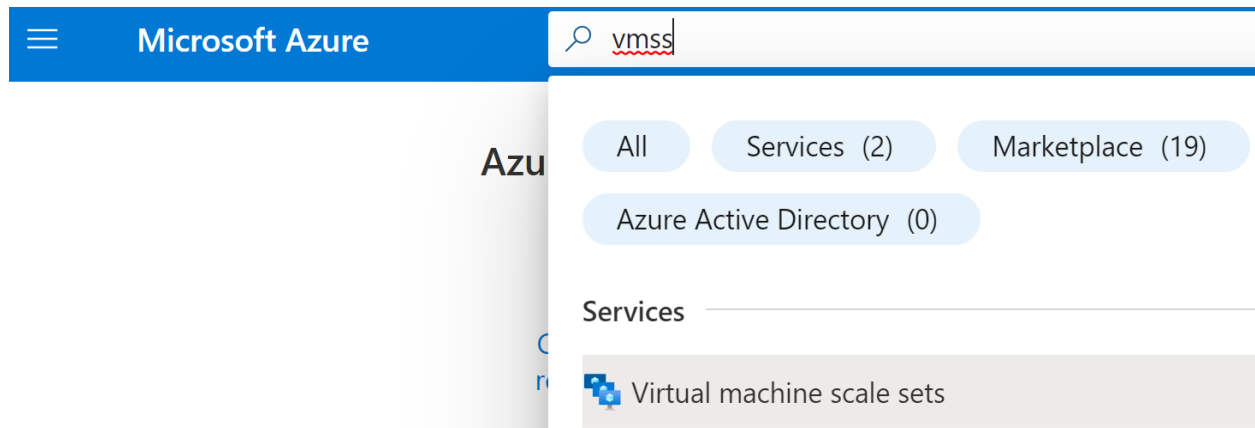 Microsoft Azure
vmss
All Services (2) Marketplace (19)
Azu
Azure Active Directory (0)
Services
Virtual machine scale sets